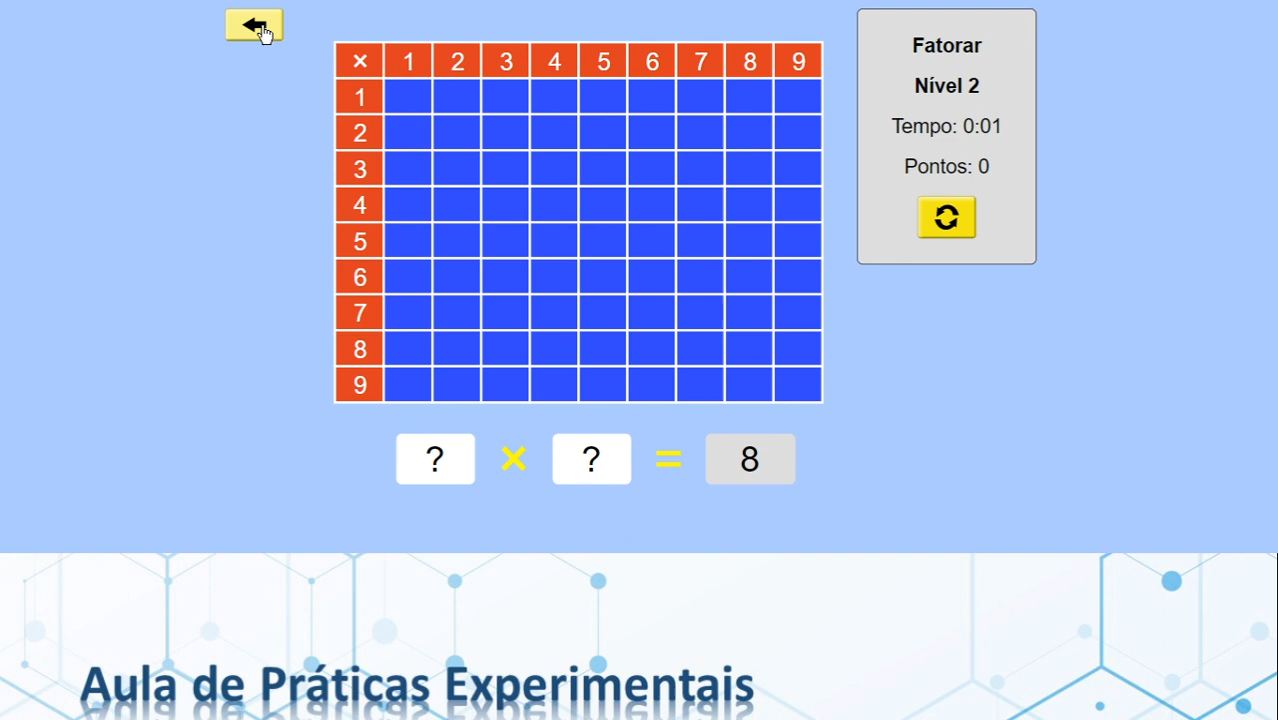 × 1 2 3 4 5 6 7 8 9
1
2
3
4
5
6
7
8
9
? × ? = 8
Fatorar
Nível 2
Tempo: 0:01
Pontos: 0
Aula de Práticas Experimentais